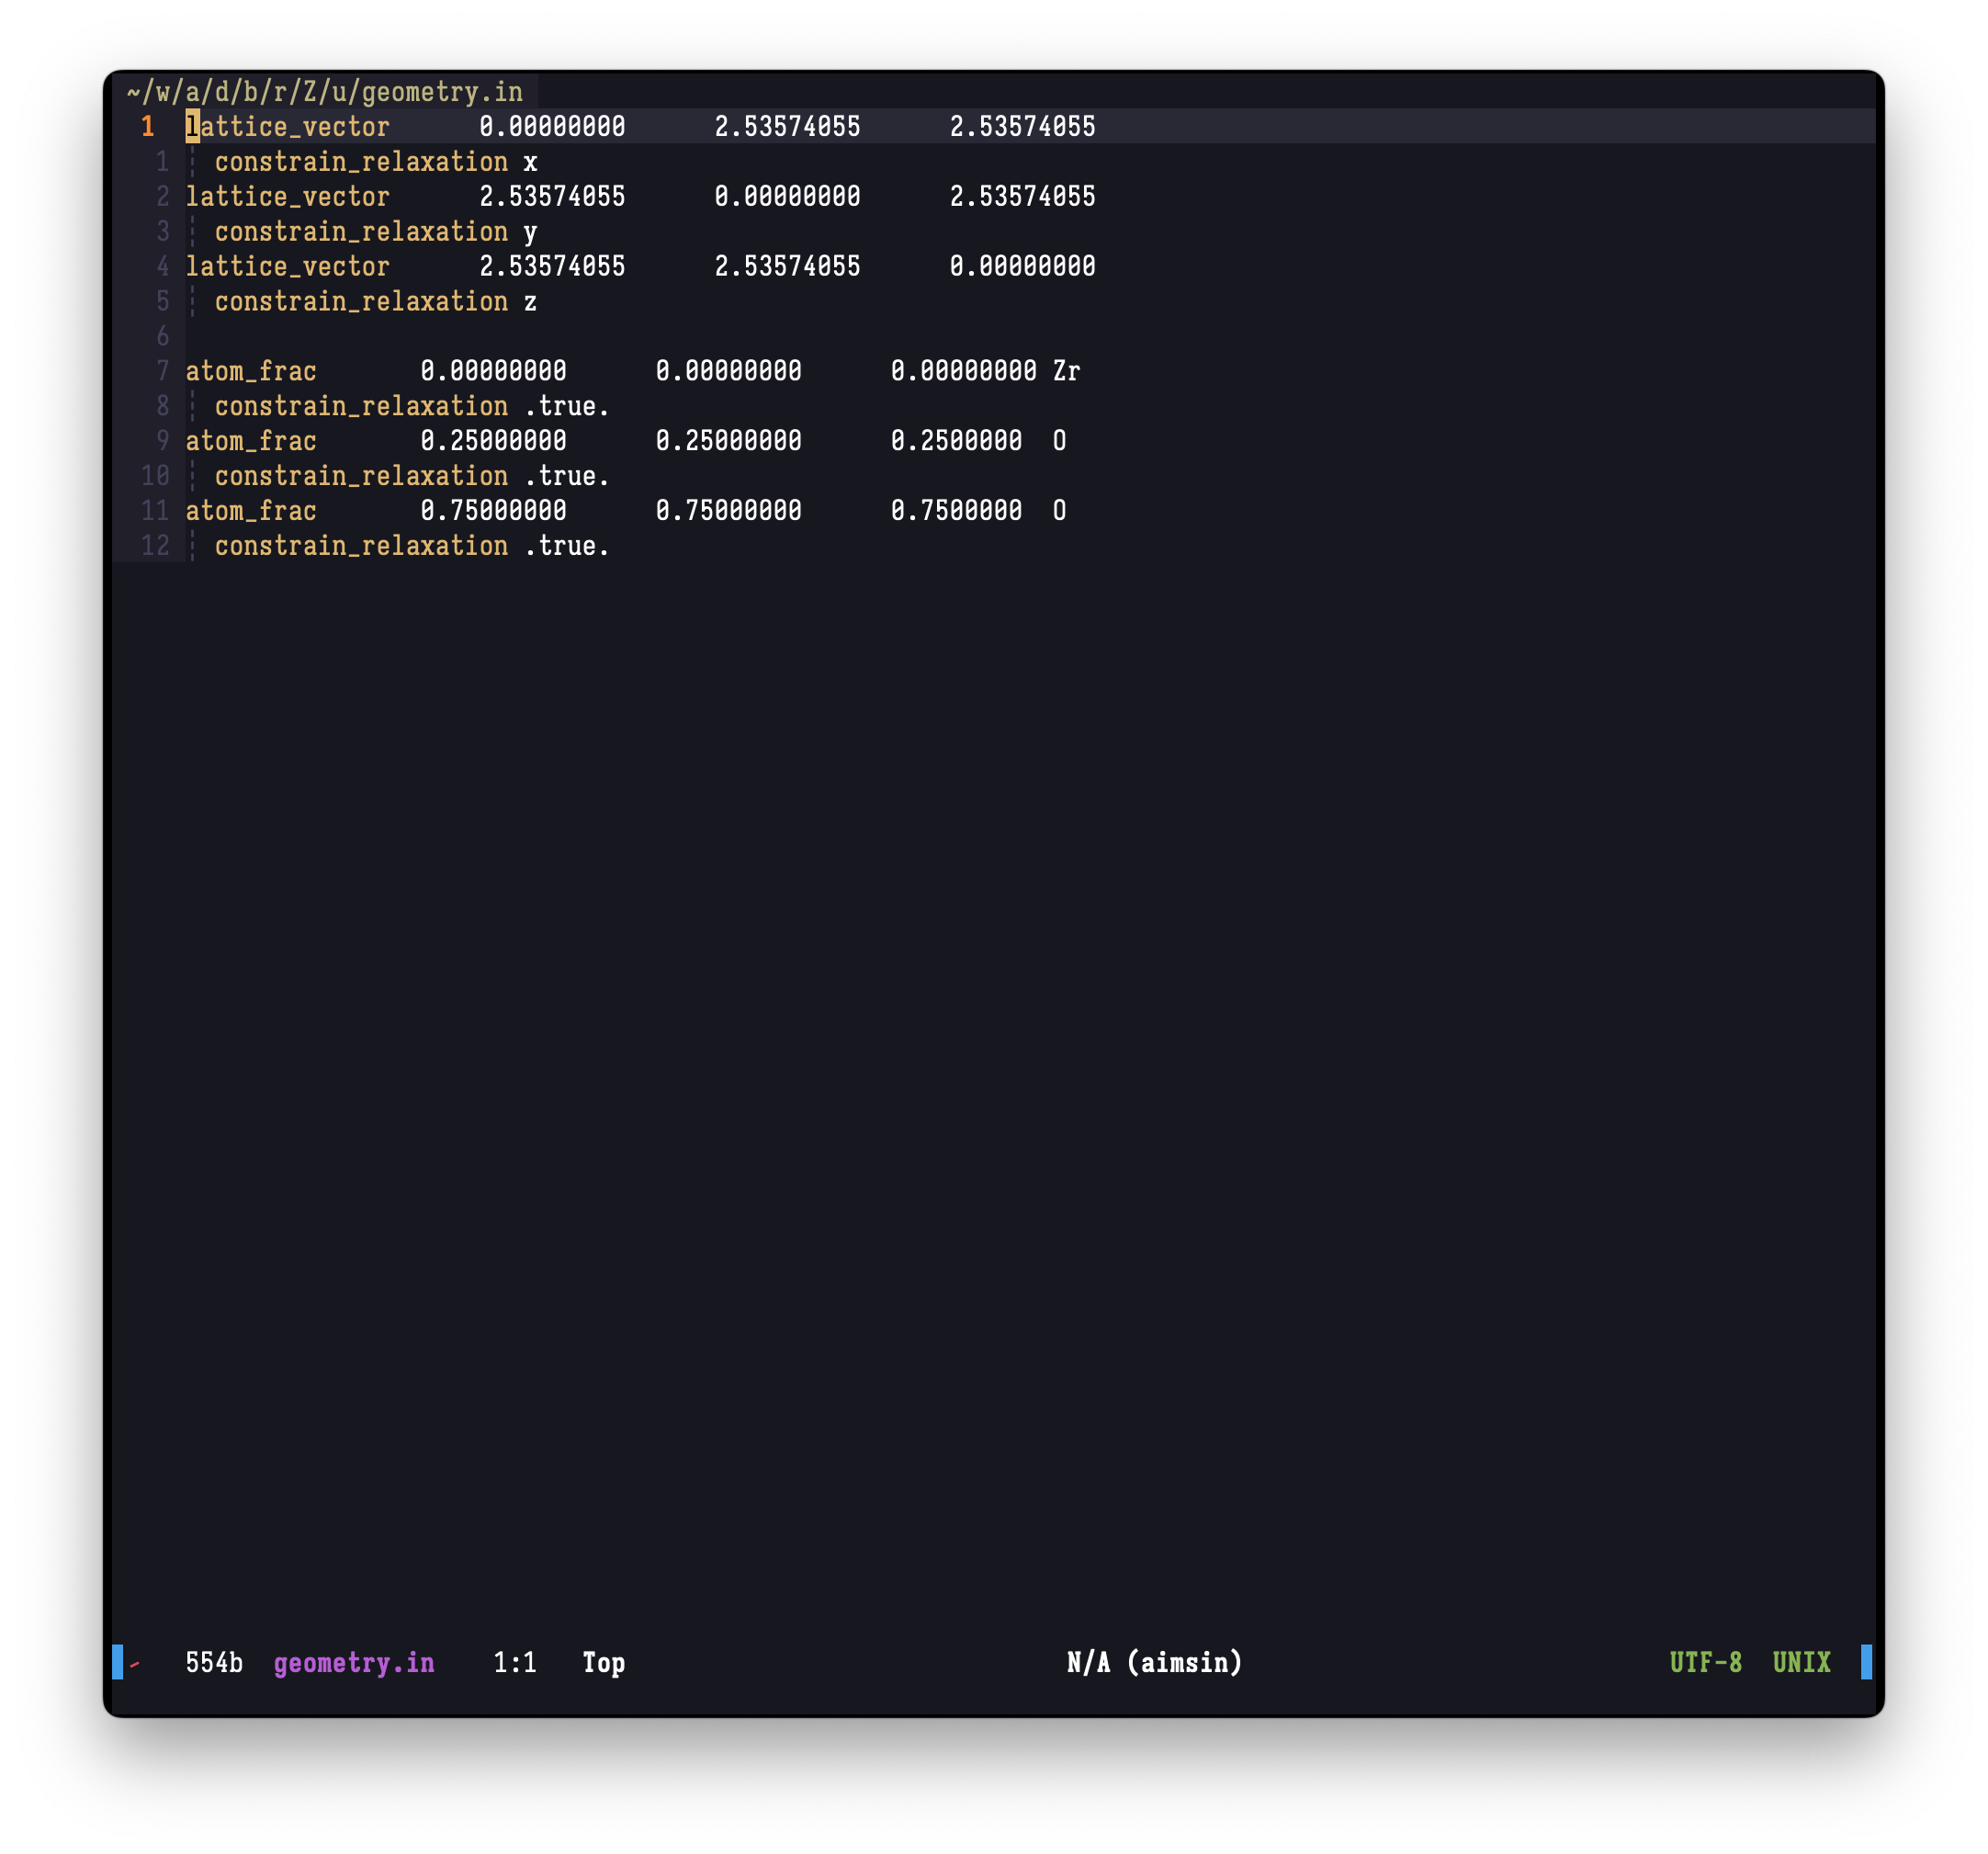 ~/w/a/d/b/r/Z/u/geometry.in
1 lattice_vector      0.00000000      2.53574055      2.53574055
1   constrain_relaxation x
2 lattice_vector      2.53574055      0.00000000      2.53574055
3   constrain_relaxation y
4 lattice_vector      2.53574055      2.53574055      0.00000000
5   constrain_relaxation z
6
7 atom_frac       0.00000000      0.00000000      0.00000000 Zr
8   constrain_relaxation .true.
9 atom_frac       0.25000000      0.25000000      0.2500000  O
10   constrain_relaxation .true.
11 atom_frac       0.75000000      0.75000000      0.7500000  O
12   constrain_relaxation .true.
-   554b  geometry.in    1:1   Top   N/A (aimsin)   UTF-8  UNIX